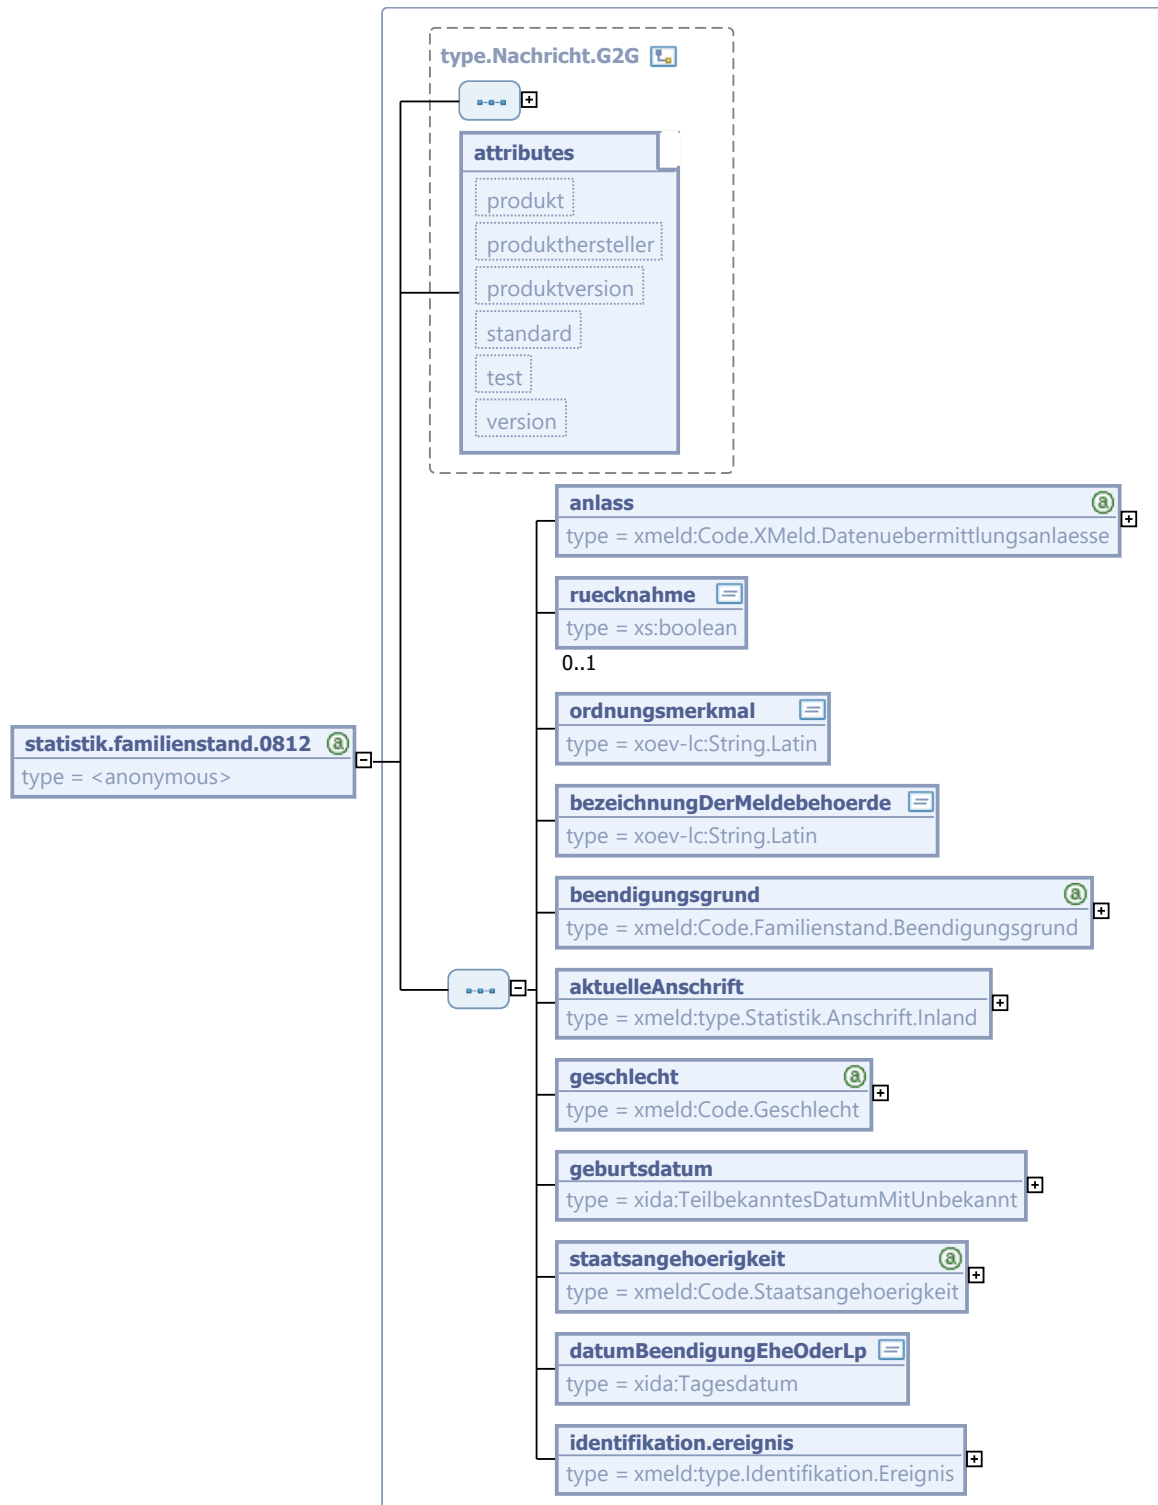 type.Nachricht.G2G
attributes
produkt
produkthersteller
produktversion
standard
test
version
anlass
type = xmeld:Code.XMeld.Datenuebermittlungsanlaesse
ruecknahme
type = xs:boolean
0..1
ordnungsmerkmal
type = xoev-lc:String.Latin
statistik.familienstand.0812
type = <anonymous>
bezeichnungDerMeldebehoerde
type = xoev-lc:String.Latin
beendigungsgrund
type = xmeld:Code.Familienstand.Beendigungsgrund
aktuelleAnschrift
type = xmeld:type.Statistik.Anschrift.Inland
geschlecht
type = xmeld:Code.Geschlecht
geburtsdatum
type = xida:TeilbekanntesDatumMitUnbekannt
staatsangehoerigkeit
type = xmeld:Code.Staatsangehoerigkeit
datumBeendigungEheOderLp
type = xida:Tagesdatum
identifikation.ereignis
type = xmeld:type.Identifikation.Ereignis